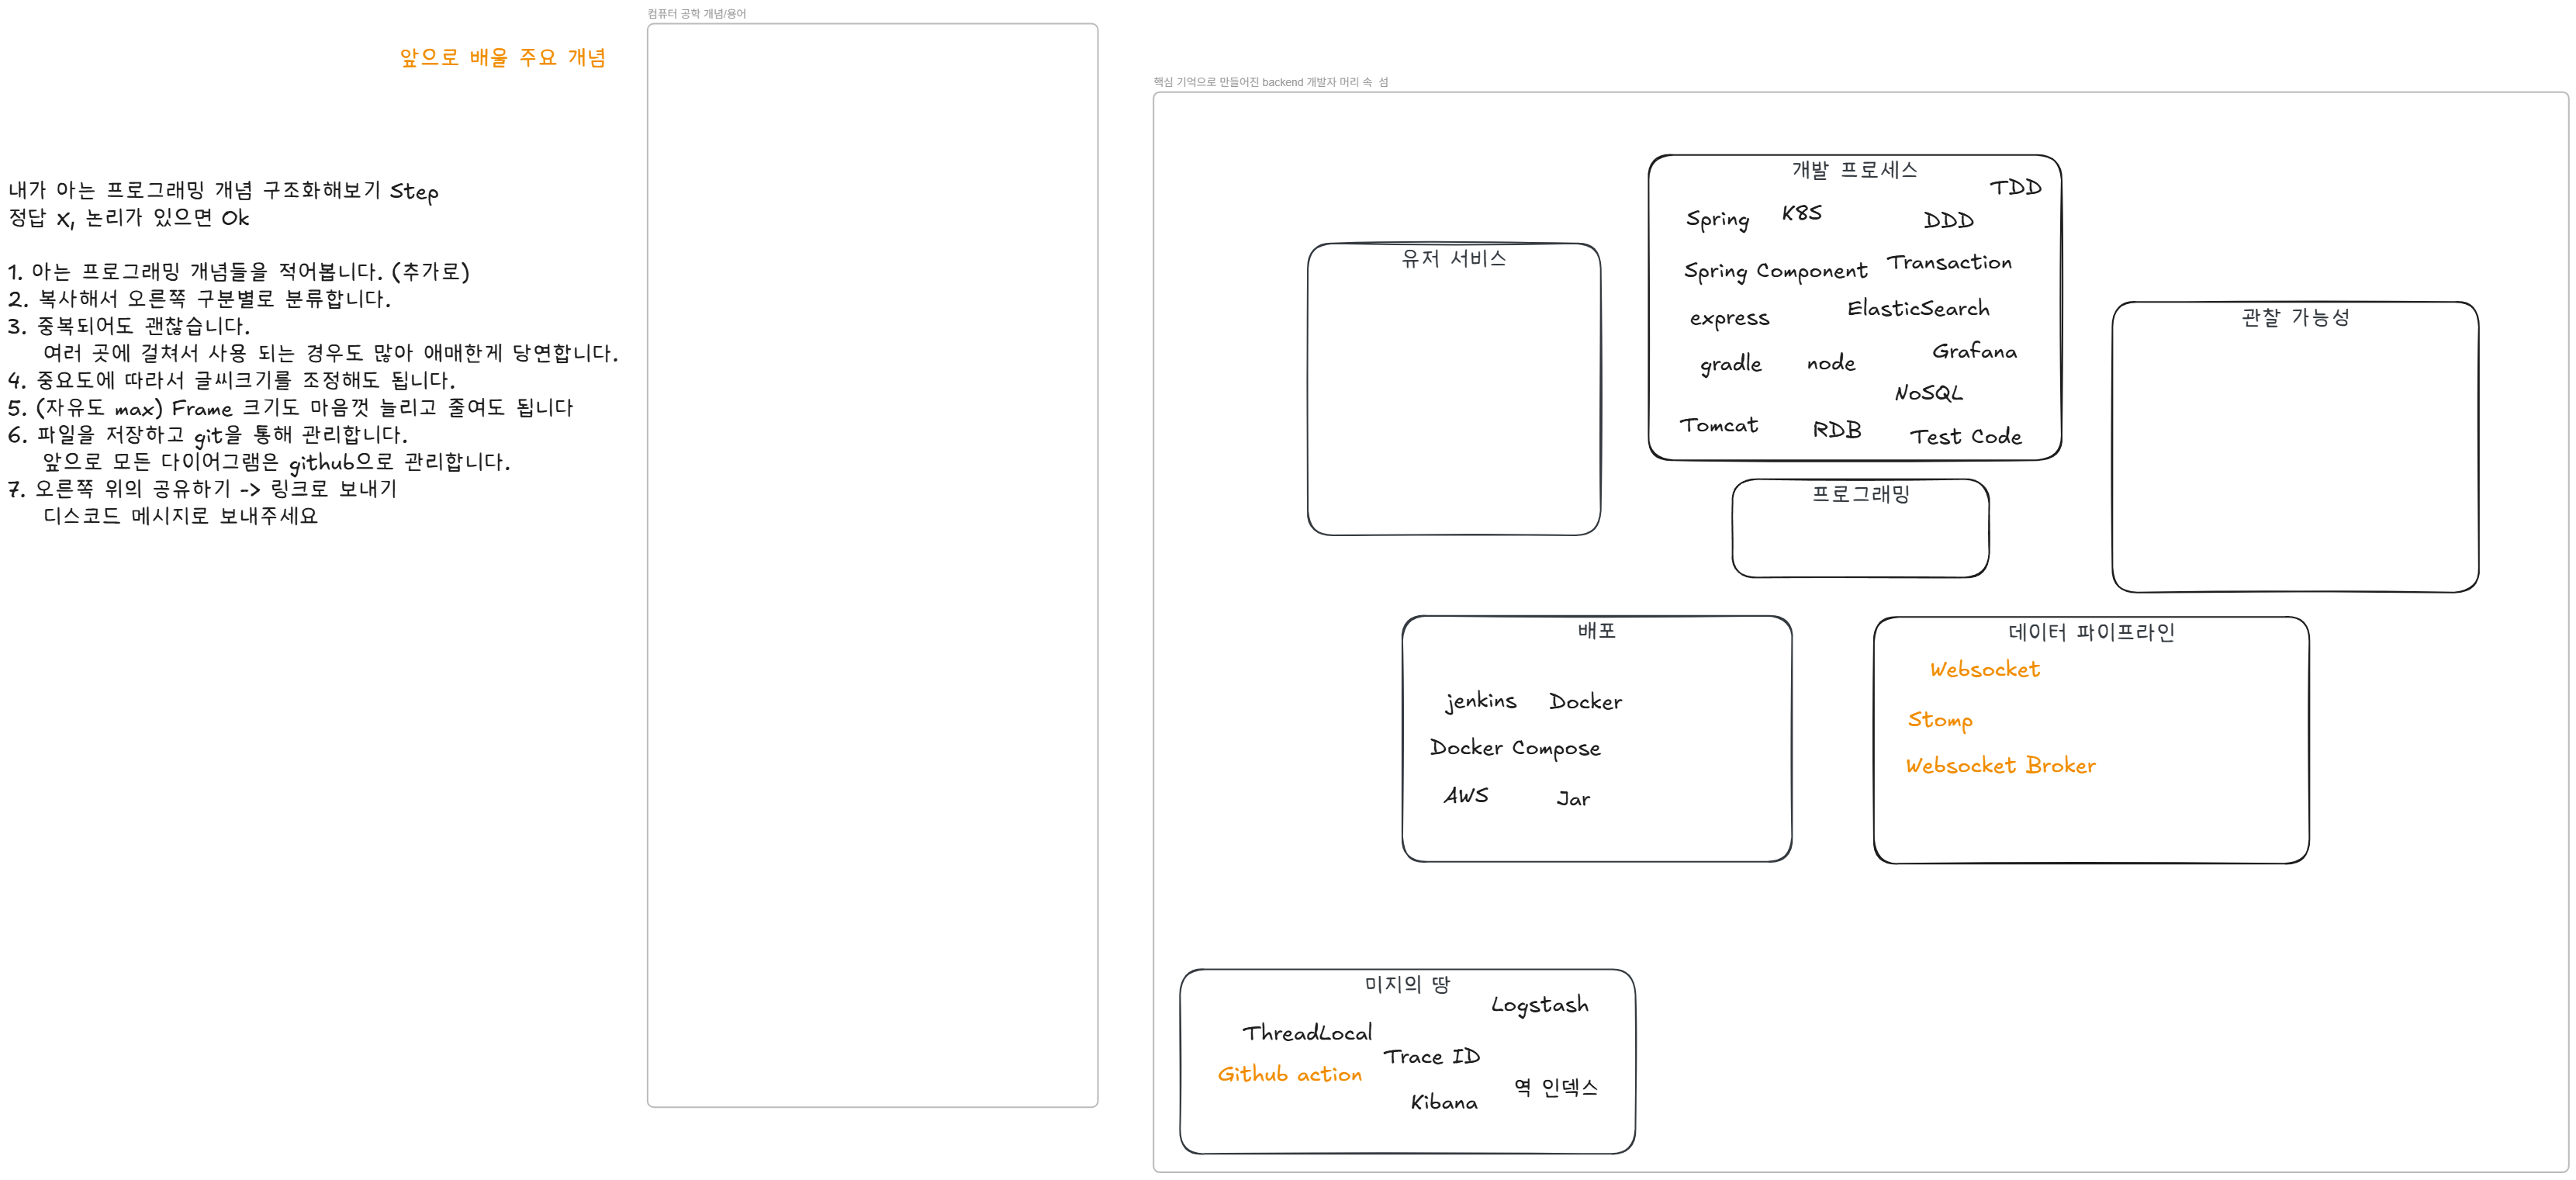 컴퓨터 공학 개념/용어
앞으로 배울 주요 개념
내가 아는 프로그래밍 개념 구조화해보기 Step
정답 X, 논리가 있으면 Ok
1. 아는 프로그래밍 개념들을 적어봅니다. (추가로)
2. 복사해서 오른쪽 구분별로 분류합니다.
3. 중복되어도 괜찮습니다.
여러 곳에 걸쳐서 사용 되는 경우도 많아 애매한게 당연합니다.
4. 중요도에 따라서 글씨크기를 조정해도 됩니다.
5. (자유도 max) Frame 크기도 마음껏 늘리고 줄여도 됩니다
6. 파일을 저장하고 git을 통해 관리합니다.
앞으로 모든 다이어그램은 github으로 관리합니다.
7. 오른쪽 위의 공유하기 -> 링크로 보내기
디스코드 메시지로 보내주세요
핵심 기억으로 만들어진 backend 개발자 머리 속 섬
개발 프로세스
TDD
Spring
K8S
DDD
Spring Component
Transaction
express
ElasticSearch
gradle
node
Grafana
NoSQL
Tomcat
RDB
Test Code
유저 서비스
관찰 가능성
프로그래밍
배포
jenkins
Docker
Docker Compose
AWS
Jar
데이터 파이프라인
Websocket
Stomp
Websocket Broker
미지의 땅
Logstash
ThreadLocal
Trace ID
Github action
역 인덱스
Kibana